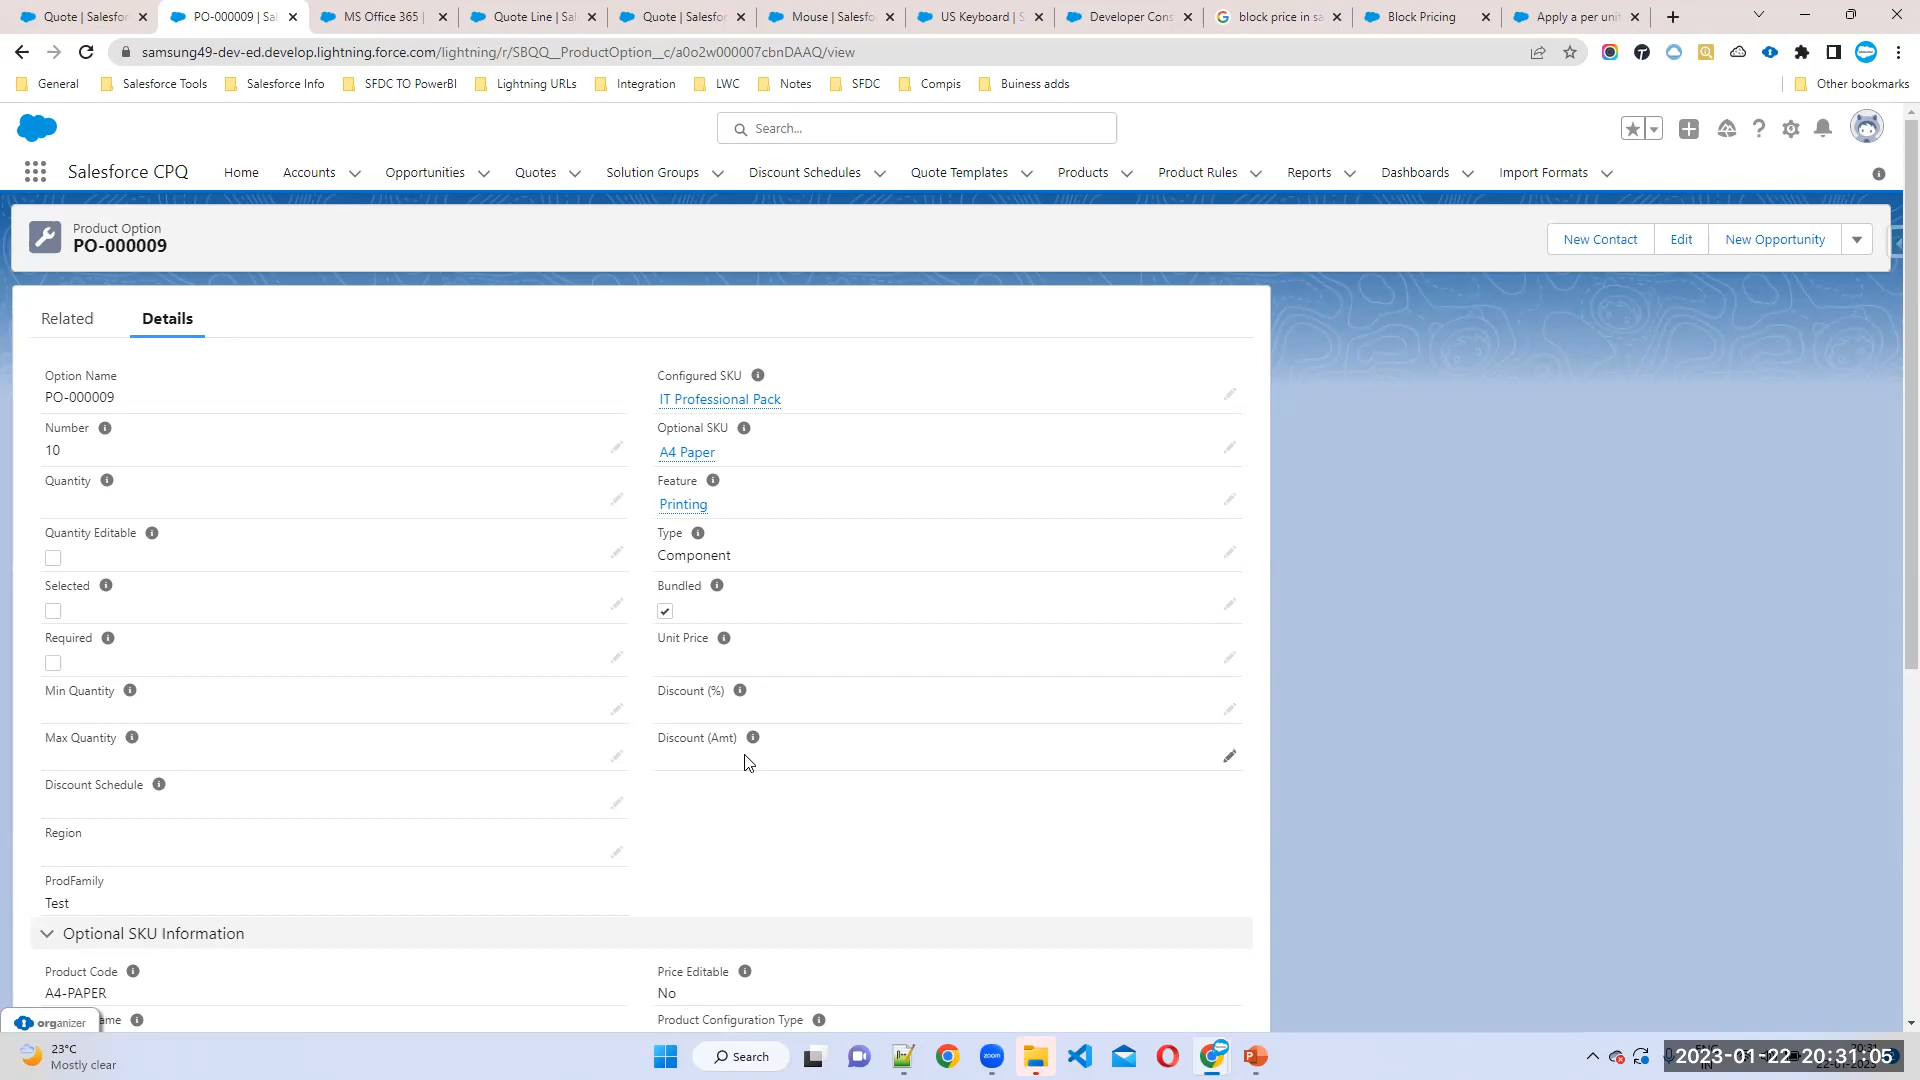 Quote | Salesfor
PO-000009 | Sal
MS Office 365 |
Quote Line | Sal
Quote | Salesfor
Mouse | Salesfo
US Keyboard | S
Developer Cons
block price in sa
Block Pricing
Apply a per unit
samsung49-dev-ed.develop.lightning.force.com/lightning/r/SBQQ__ProductOption__c/a0o2w000007cbnDAAQ/view
General
Salesforce Tools
Salesforce Info
SFDC TO PowerBI
Lightning URLs
Integration
LWC
Notes
SFDC
Compis
Buiness adds
Other bookmarks
Search...
Salesforce CPQ
Home
Accounts
Opportunities
Quotes
Solution Groups
Discount Schedules
Quote Templates
Products
Product Rules
Reports
Dashboards
Import Formats
Product Option
PO-000009
New Contact
Edit
New Opportunity
Related
Details
Option Name
PO-000009
Configured SKU
IT Professional Pack
Number
10
Optional SKU
A4 Paper
Quantity
Feature
Printing
Quantity Editable
Type
Component
Selected
Bundled
Required
Unit Price
Min Quantity
Discount (%)
Max Quantity
Discount (Amt)
Discount Schedule
Region
ProdFamily
Test
Optional SKU Information
Product Code
A4-PAPER
Price Editable
No
organizer
ame
Product Configuration Type
23°C
Mostly clear
Search
zoom
2023-01-22 20:31:05